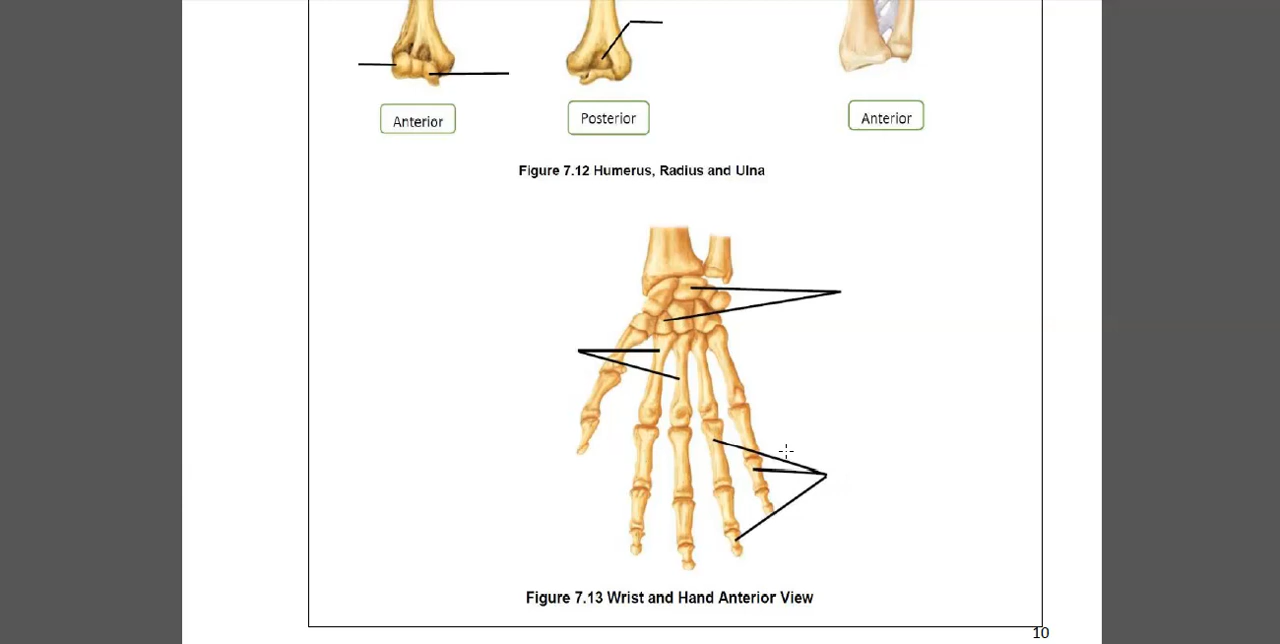 Anterior
Posterior
Anterior
Figure 7.12 Humerus, Radius and Ulna
Figure 7.13 Wrist and Hand Anterior View
10